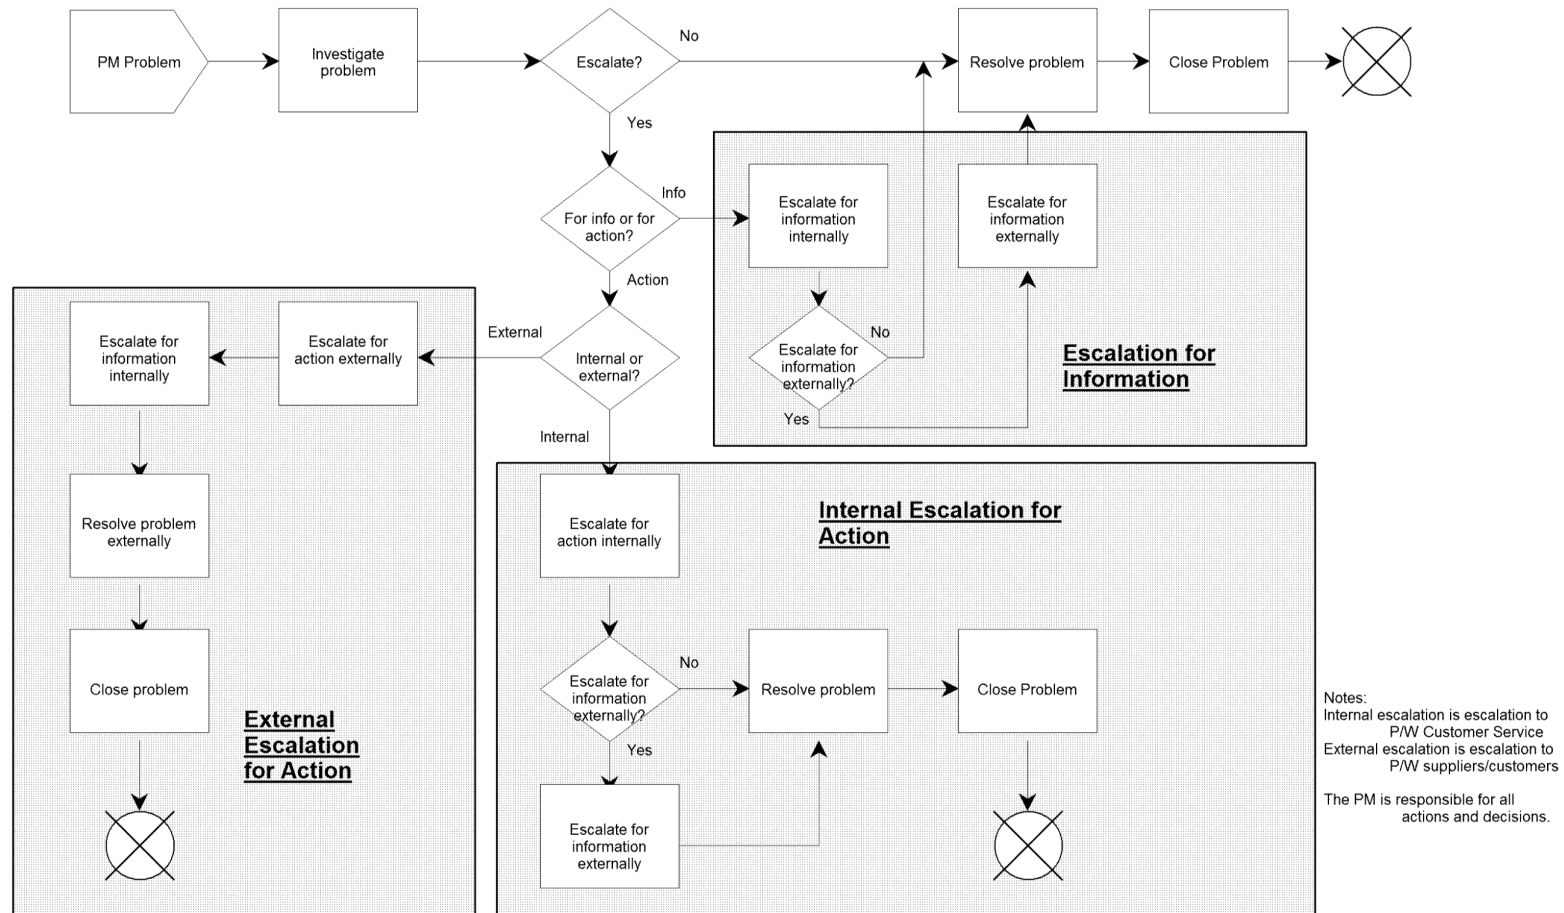 PM Problem
Investigate
problem
Escalate?
No
Resolve problem
Close Problem
Yes
For info or for
action?
Info
Escalate for
information
internally
Escalate for
information
externally
Action
Escalate for
information
internally
Escalate for
action externally
External
Internal or
external?
Escalate for
information
externally?
No
Yes
Escalation for
Information
Internal
Resolve problem
externally
Escalate for
action internally
Internal Escalation for
Action
Close problem
External
Escalation
for Action
Escalate for
information
externally?
No
Yes
Resolve problem
Close Problem
Escalate for
information
externally
Notes:
Internal escalation is escalation to
P/W Customer Service
External escalation is escalation to
P/W suppliers/customers
The PM is responsible for all
actions and decisions.